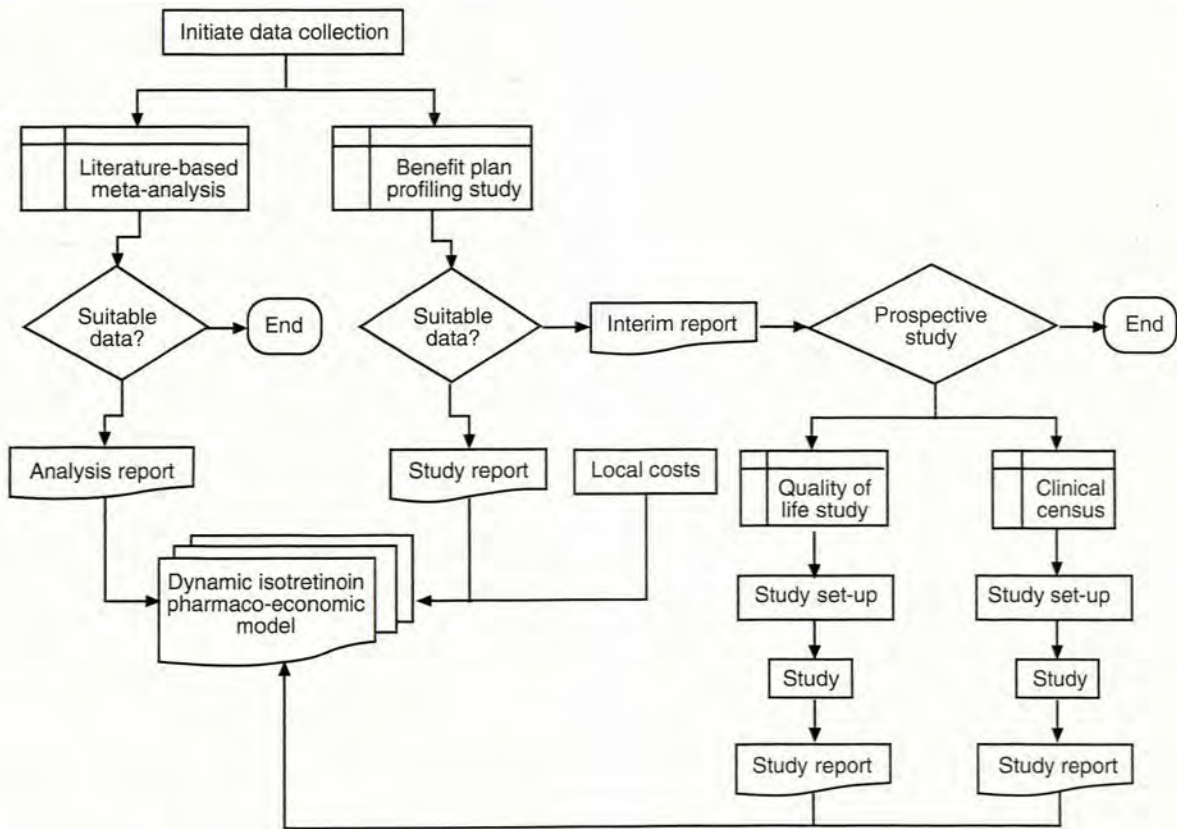 Initiate data collection
Literature-based
meta-analysis
Benefit plan
profiling study
Suitable
data?
End
Suitable
data?
Interim report
Prospective
study
End
Analysis report
Study report
Local costs
Quality of
life study
Clinical
census
Dynamic isotretinoin
pharmaco-economic
model
Study set-up
Study set-up
Study
Study
Study report
Study report